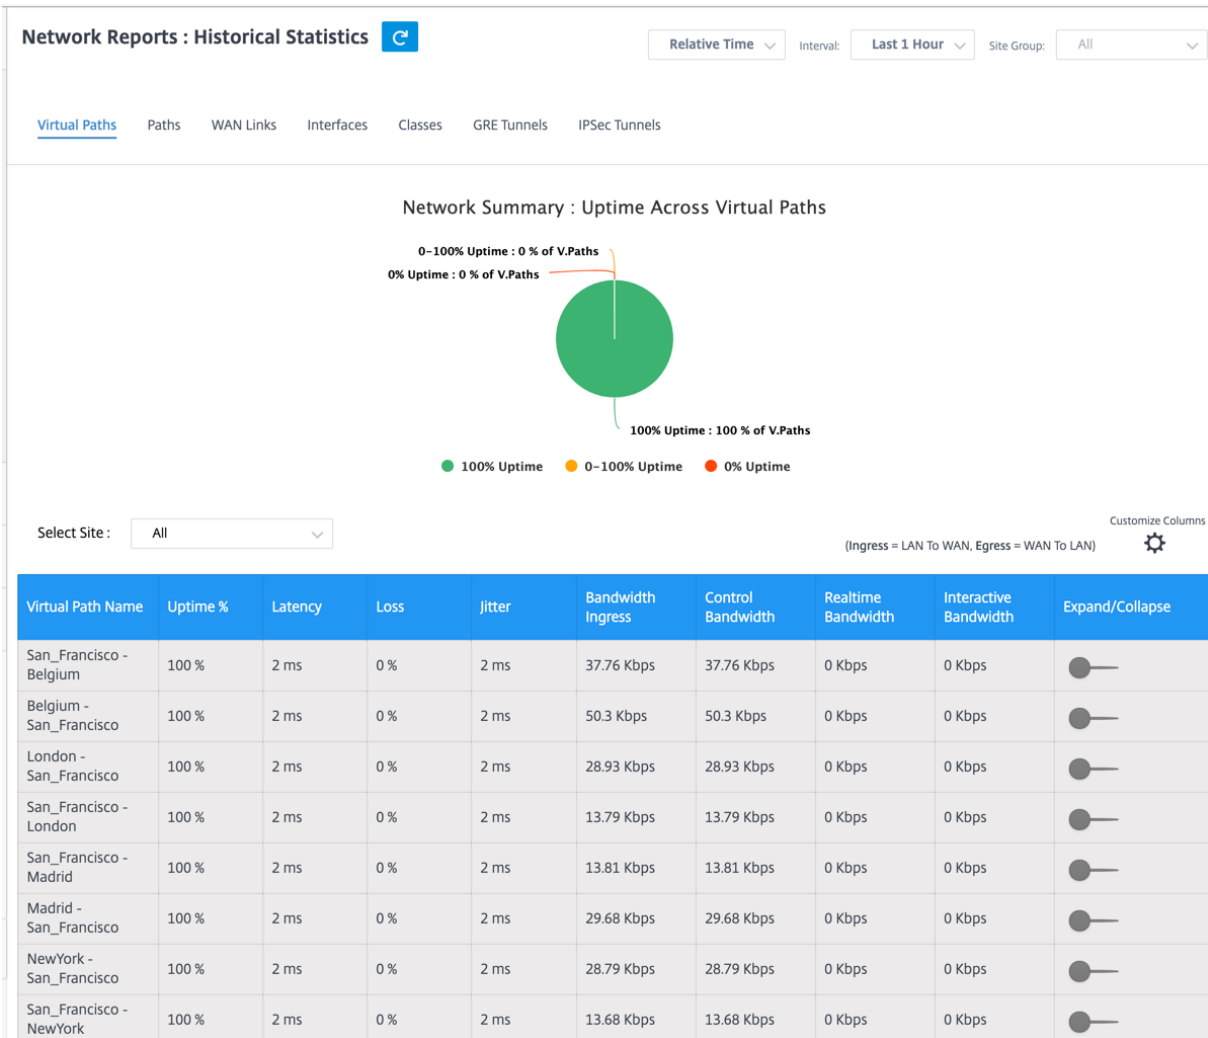 Network Reports : Historical Statistics
Relative Time Interval: Last 1 Hour Site Group: All
Virtual Paths Paths WAN Links Interfaces Classes GRE Tunnels IPSec Tunnels
Network Summary : Uptime Across Virtual Paths
0-100% Uptime : 0 % of V.Paths
0% Uptime : 0 % of V.Paths
100% Uptime : 100 % of V.Paths
100% Uptime 0-100% Uptime 0% Uptime
Customize Columns
Select Site : All
(Ingress = LAN To WAN, Egress = WAN To LAN)
Virtual Path Name Uptime % Latency Loss Jitter Bandwidth Ingress Control Bandwidth Realtime Bandwidth Interactive Bandwidth Expand/Collapse
San_Francisco - Belgium 100 % 2 ms 0 % 2 ms 37.76 Kbps 37.76 Kbps 0 Kbps 0 Kbps
Belgium - San_Francisco 100 % 2 ms 0 % 2 ms 50.3 Kbps 50.3 Kbps 0 Kbps 0 Kbps
London - San_Francisco 100 % 2 ms 0 % 2 ms 28.93 Kbps 28.93 Kbps 0 Kbps 0 Kbps
San_Francisco - London 100 % 2 ms 0 % 2 ms 13.79 Kbps 13.79 Kbps 0 Kbps 0 Kbps
San_Francisco - Madrid 100 % 2 ms 0 % 2 ms 13.81 Kbps 13.81 Kbps 0 Kbps 0 Kbps
Madrid - San_Francisco 100 % 2 ms 0 % 2 ms 29.68 Kbps 29.68 Kbps 0 Kbps 0 Kbps
NewYork - San_Francisco 100 % 2 ms 0 % 2 ms 28.79 Kbps 28.79 Kbps 0 Kbps 0 Kbps
San_Francisco - NewYork 100 % 2 ms 0 % 2 ms 13.68 Kbps 13.68 Kbps 0 Kbps 0 Kbps